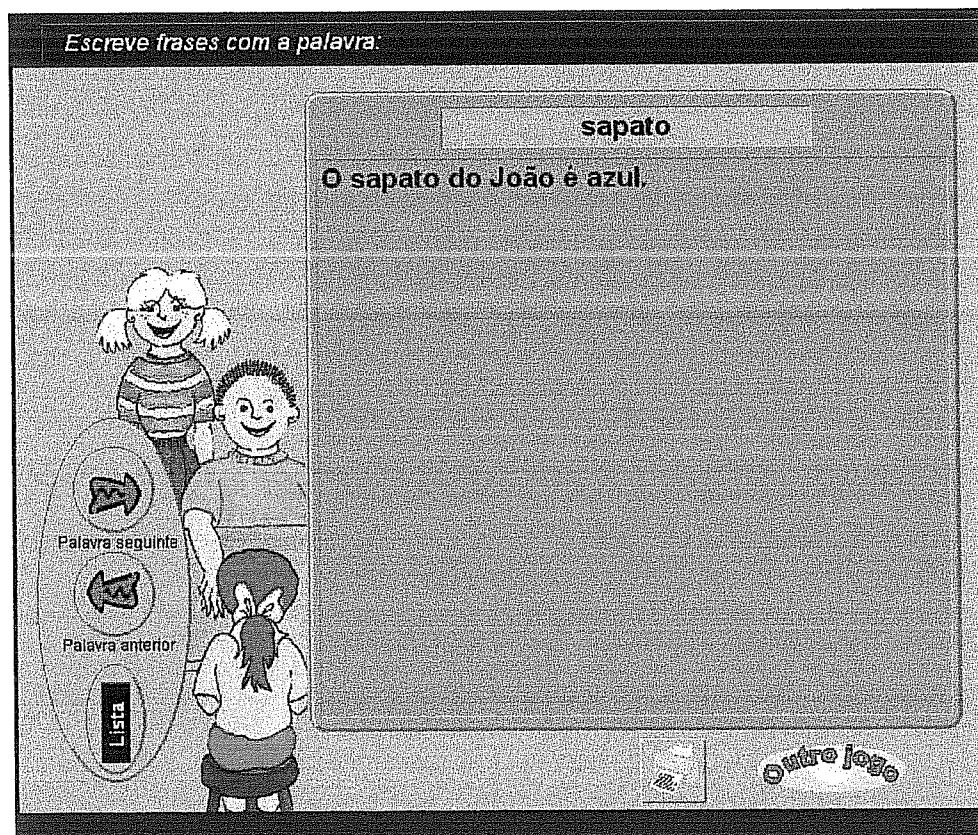 Escreve frases com a palavra:
sapato
O sapato do João é azul.
Palavra seguinte
Palavra anterior
Lista
Outro jogo